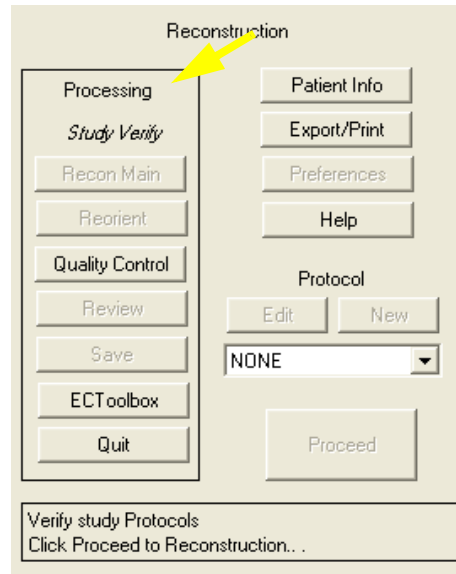 Reconstruction
Processing
Study Verify
Recon Main
Reorient
Quality Control
Review
Save
ECToolbox
Quit
Patient Info
Export/Print
Preferences
Help
Protocol
Edit New
NONE
Proceed
Verify study Protocols
Click Proceed to Reconstruction.. .